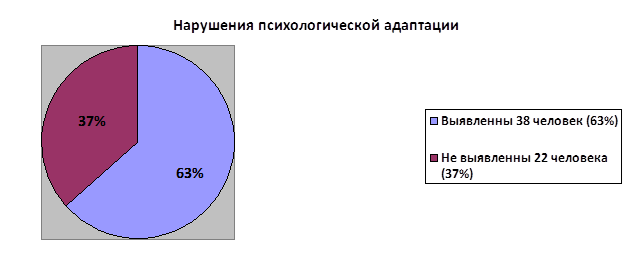 Нарушения психологической адаптации
37%
63%
Выявленны 38 человек (63%)
Не выявленны 22 человека
(37%)